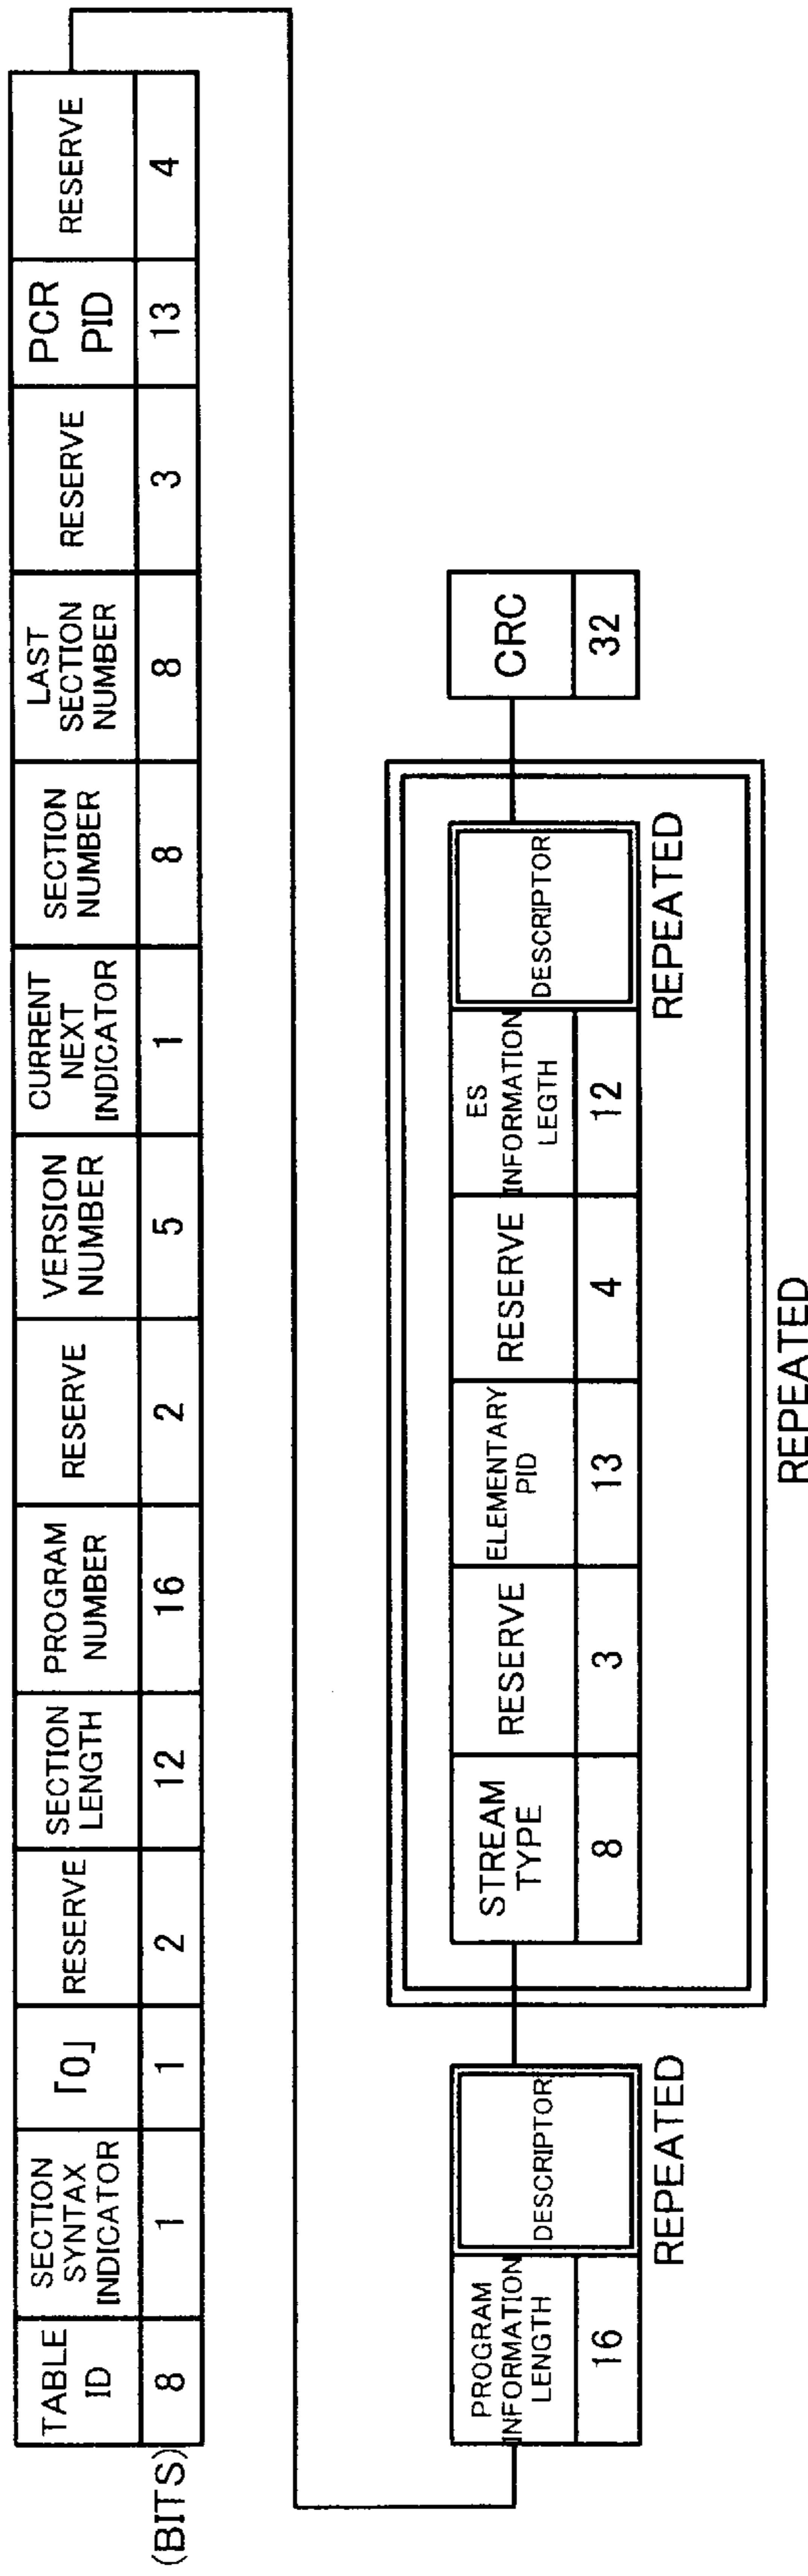 TABLE
ID
SECTION
SYNTAX
INDICATOR
「0」
RESERVE
SECTION
LENGTH
PROGRAM
NUMBER
RESERVE
VERSION
NUMBER
CURRENT
NEXT
INDICATOR
SECTION
NUMBER
LAST
SECTION
NUMBER
RESERVE
PCR
PID
RESERVE
(BITS) 8 1 1 2 12 16 2 5 1 8 8 3 13 4
PROGRAM
INFORMATION
LENGTH
16
DESCRIPTOR
REPEATED
STREAM
TYPE
8
RESERVE
3
ELEMENTARY
PID
13
RESERVE
4
ES
INFORMATION
LEGTH
12
DESCRIPTOR
REPEATED
REPEATED
CRC
32